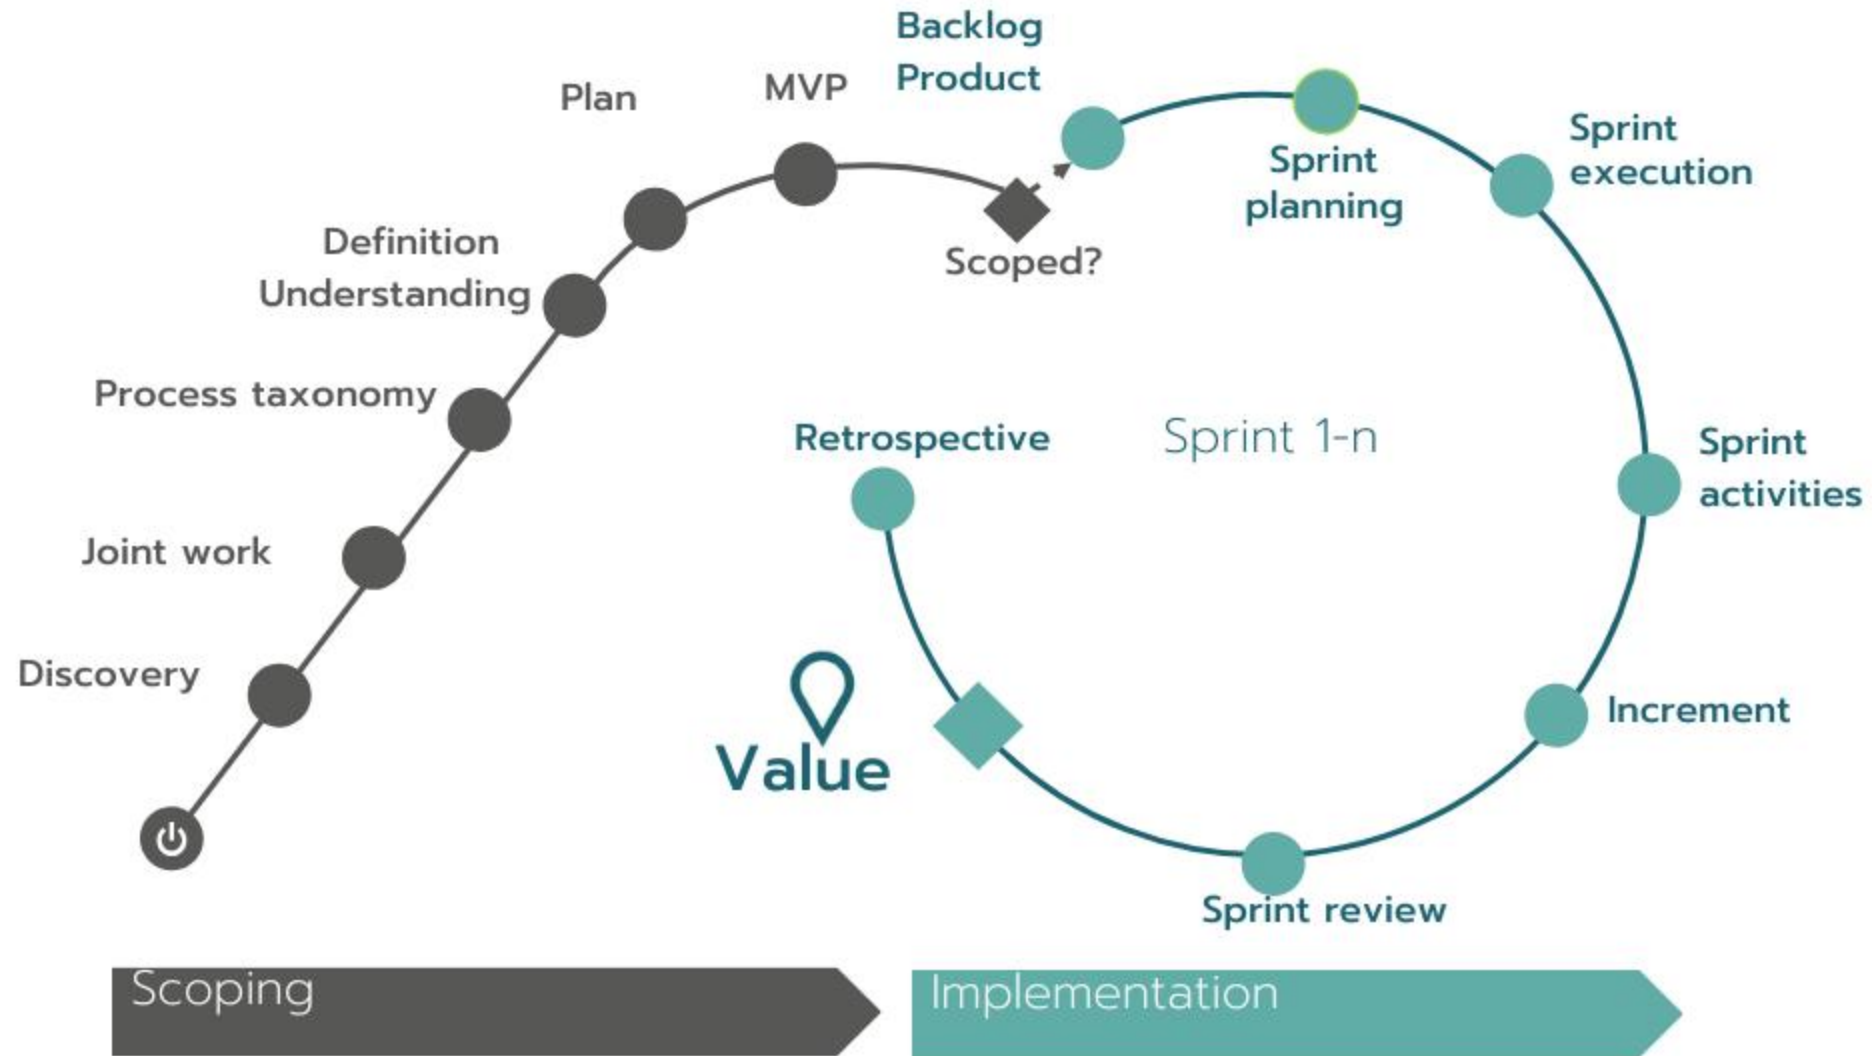 Backlog
Product
Plan
MVP
Sprint
execution
Sprint
planning
Definition
Understanding
Scoped?
Process taxonomy
Retrospective
Sprint 1-n
Sprint
activities
Joint work
Discovery
Increment
Value
Sprint review
Scoping
Implementation